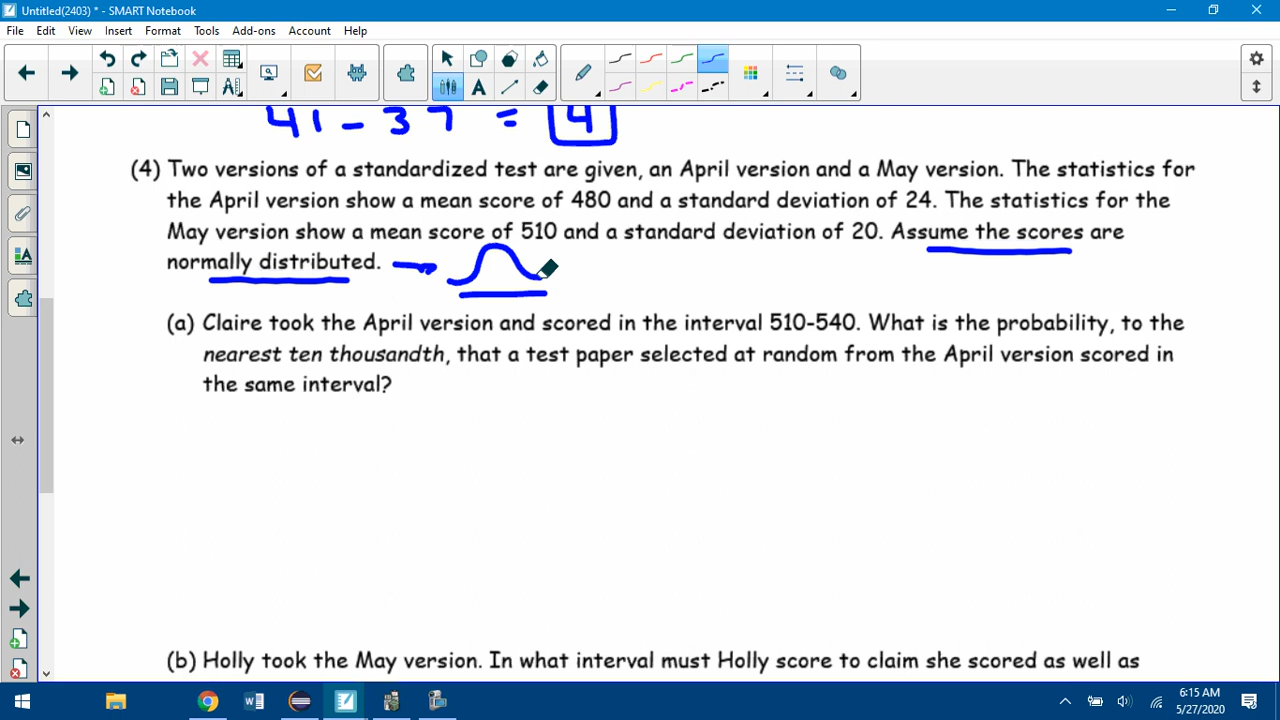 Untitled(2403) * - SMART Notebook
File Edit View Insert Format Tools Add-ons Account Help
41 - 37 = 4
(4) Two versions of a standardized test are given, an April version and a May version. The statistics for
the April version show a mean score of 480 and a standard deviation of 24. The statistics for the
May version show a mean score of 510 and a standard deviation of 20. Assume the scores are
normally distributed.
(a) Claire took the April version and scored in the interval 510-540. What is the probability, to the
nearest ten thousandth, that a test paper selected at random from the April version scored in
the same interval?
(b) Holly took the May version. In what interval must Holly score to claim she scored as well as
6:15 AM
5/27/2020